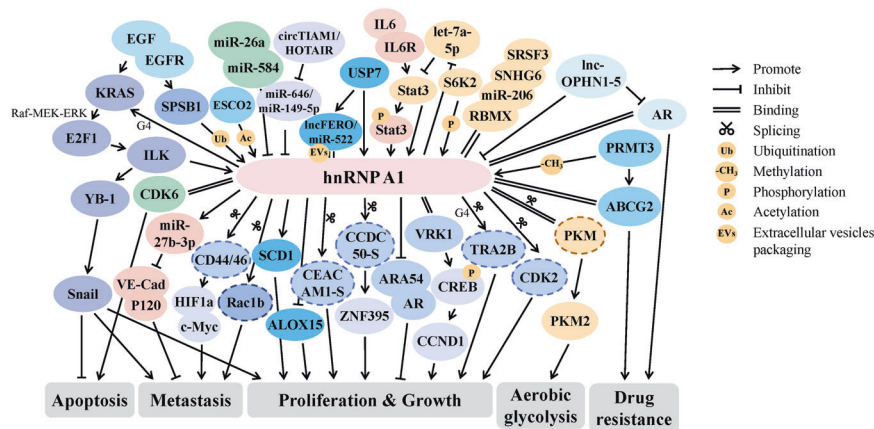 EGF
EGFR
KRAS
Raf-MEK-ERK
E2F1
G4
SPSB1
Ub
ESCO2
Ac
ILK
YB-1
CDK6
Snail
miR-26a
miR-584
circTIAM1/
HOTAIR
miR-646/
miR-149-5p
USP7
lncFERO/
miR-522
EVs
IL6
IL6R
let-7a-
5p
Stat3
P
Stat3
S6K2
P
SRSF3
SNHG6
miR-206
RBMX
lnc-
OPHN1-5
AR
PRMT3
-CH3
ABCG2
hnRNP A1
miR-
27b-3p
VE-Cad
P120
CD44/46
HIF1a
c-Myc
Rac1b
SCD1
ALOX15
CEAC
AM1-S
CCDC
50-S
ZNF395
ARA54
AR
VRK1
P
CREB
CCND1
G4
TRA2B
CDK2
PKM
PKM2
Apoptosis
Metastasis
Proliferation & Growth
Aerobic
glycolysis
Drug
resistance
Promote
Inhibit
Binding
Splicing
Ub Ubiquitination
-CH3 Methylation
P Phosphorylation
Ac Acetylation
EVs Extracellular vesicles
packaging